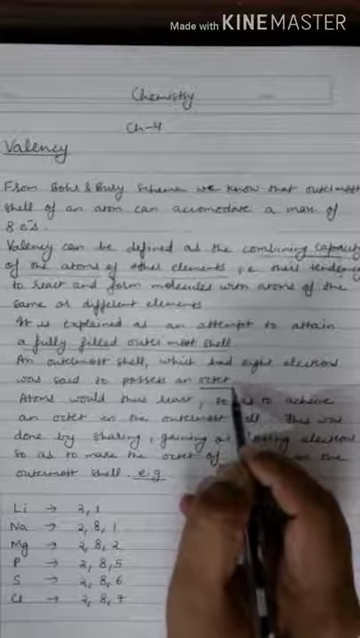 Made with KINEMASTER
Chemistry
Ch-4
Valency
From Bohr & Bury Scheme we know that outermost
shell of an atom can accomodate a max of
8 e⁻s.
Valency can be defined as the combining capacity
of the atoms of other elements, i.e their tendency
to react and form molecules with atoms of the
same or different elements
It is explained as an attempt to attain
a fully filled outer most shell
An outermost shell, which had eight electrons
was said to possess an octet
Atoms would thus react, so as to achieve
an octet in the outermost This was
done by sharing, gaining or electrons
so as to make the octet of in the
outermost shell. e.g
Li → 2, 1
Na → 2, 8, 1
Mg → 2, 8, 2
P → 2, 8, 5
S → 2, 8, 6
Cl → 2, 8, 7